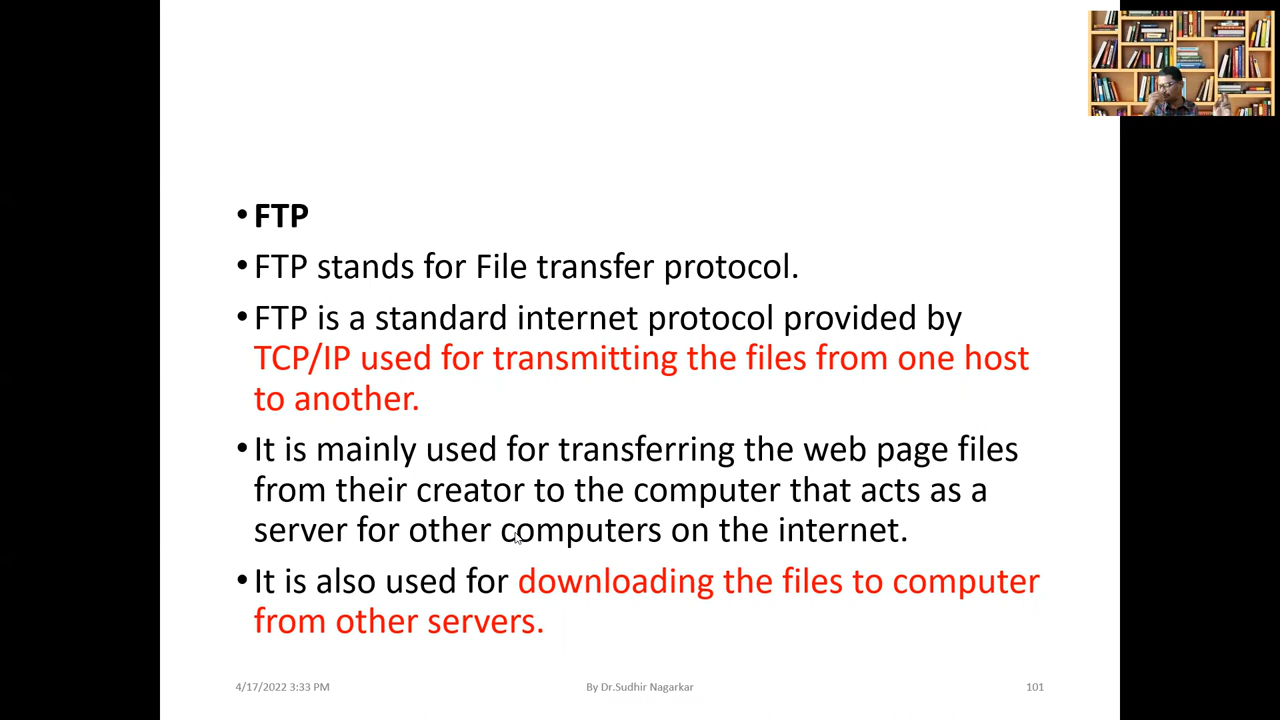 • FTP
• FTP stands for File transfer protocol.
• FTP is a standard internet protocol provided by
TCP/IP used for transmitting the files from one host
to another.
• It is mainly used for transferring the web page files
from their creator to the computer that acts as a
server for other computers on the internet.
• It is also used for downloading the files to computer
from other servers.
4/17/2022 3:33 PM
By Dr.Sudhir Nagarkar
101